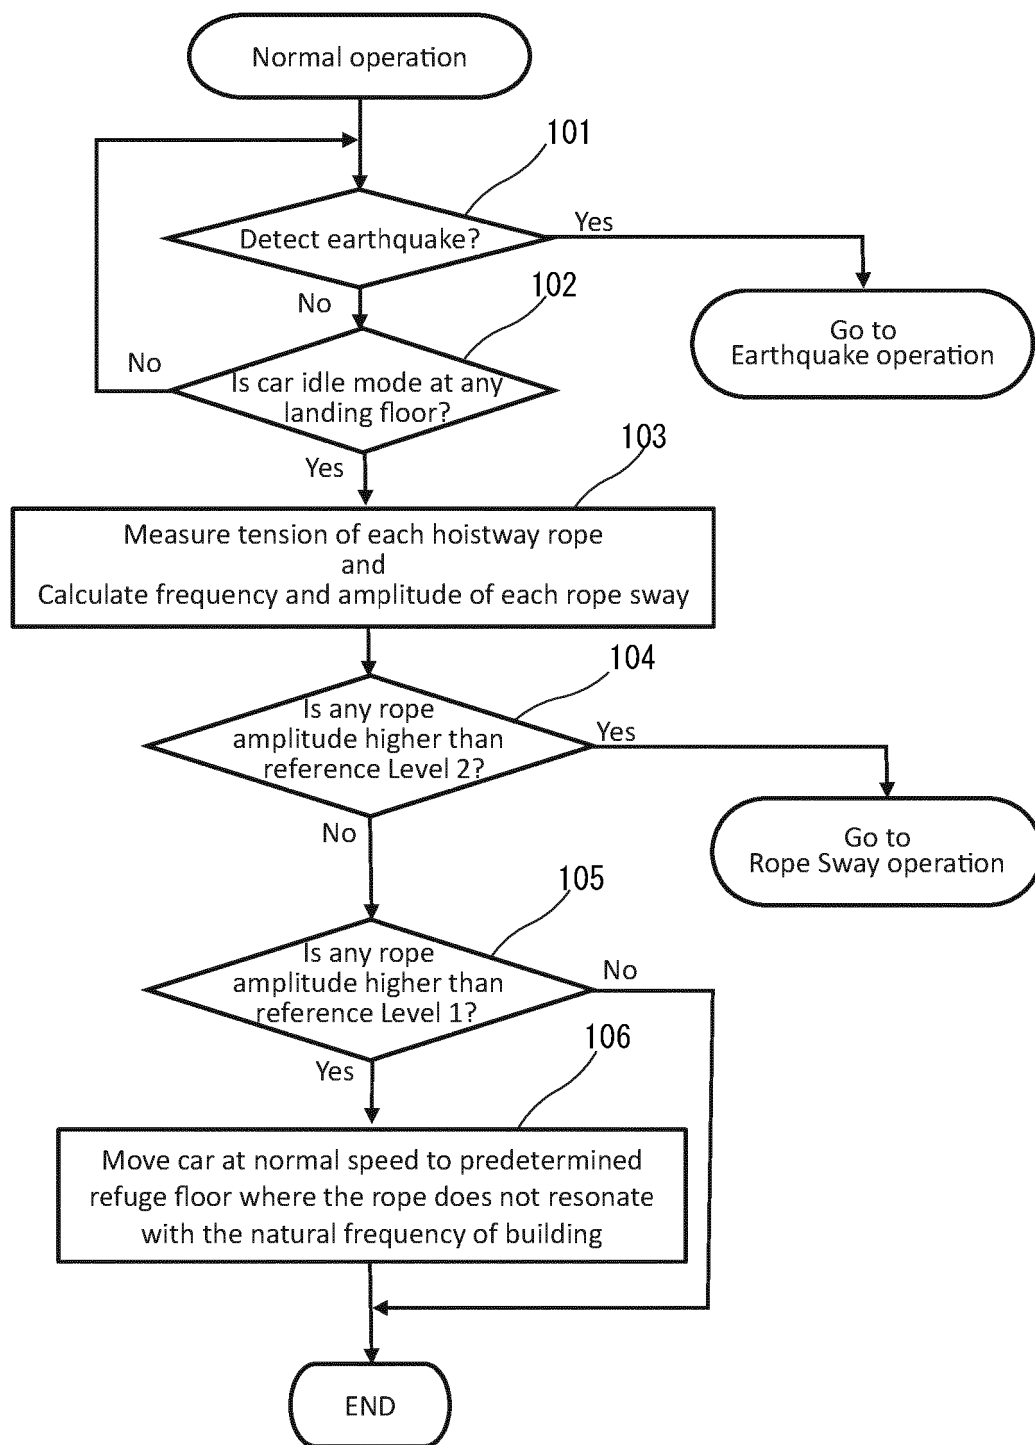 Normal operation
101
Detect earthquake?
Yes
No
102
Go to
Earthquake operation
No
Is car idle mode at any
landing floor?
Yes
103
Measure tension of each hoistway rope
and
Calculate frequency and amplitude of each rope sway
104
Is any rope
amplitude higher than
reference Level 2?
Yes
No
Go to
Rope Sway operation
105
Is any rope
amplitude higher than
reference Level 1?
No
Yes
106
Move car at normal speed to predetermined
refuge floor where the rope does not resonate
with the natural frequency of building
END